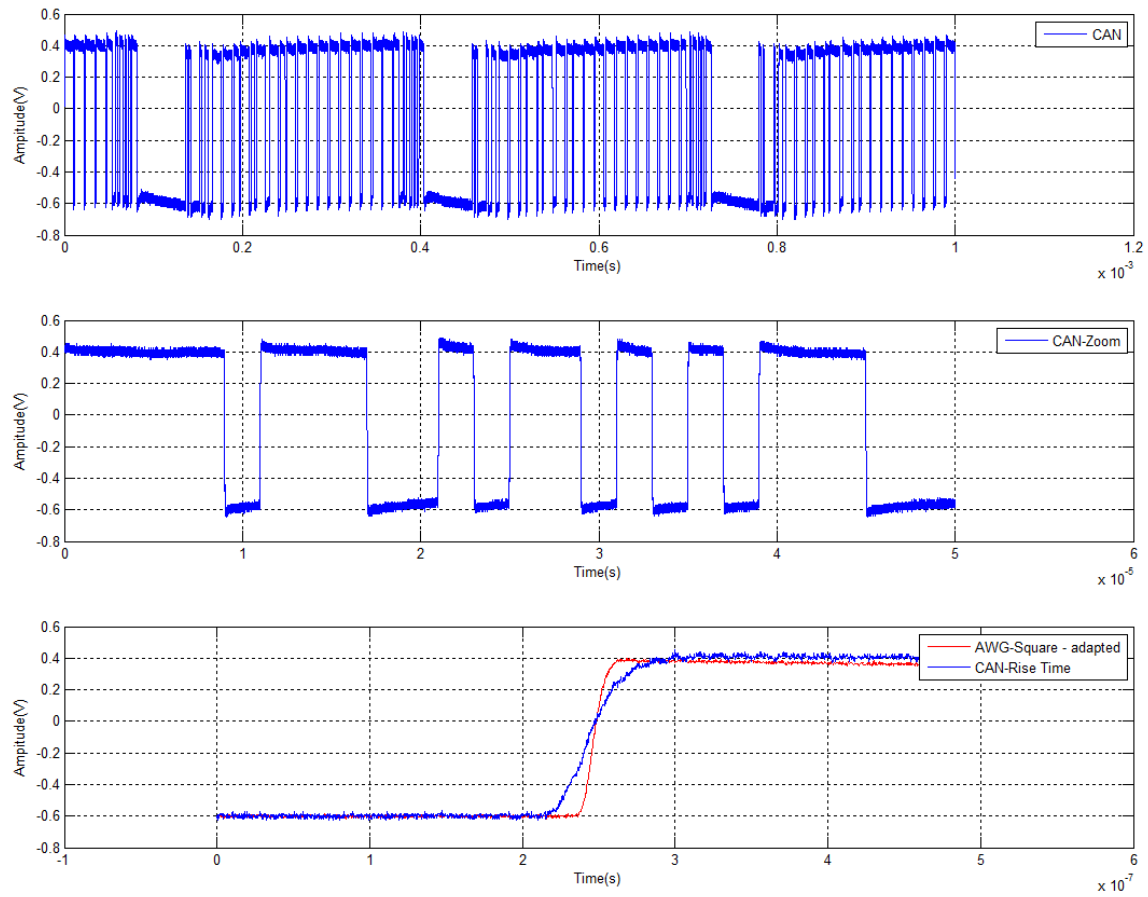 0.6
0.4
0.2
0
-0.2
-0.4
-0.6
-0.8
Ampitude(V)
CAN
0 0.2 0.4 0.6 0.8 1 1.2
Time(s)
x 10-3
0.6
0.4
0.2
0
-0.2
-0.4
-0.6
-0.8
Ampitude(V)
CAN-Zoom
0 1 2 3 4 5 6
Time(s)
x 10-5
0.6
0.4
0.2
0
-0.2
-0.4
-0.6
-0.8
Ampitude(V)
AWG-Square - adapted
CAN-Rise Time
-1 0 1 2 3 4 5 6
Time(s)
x 10-7